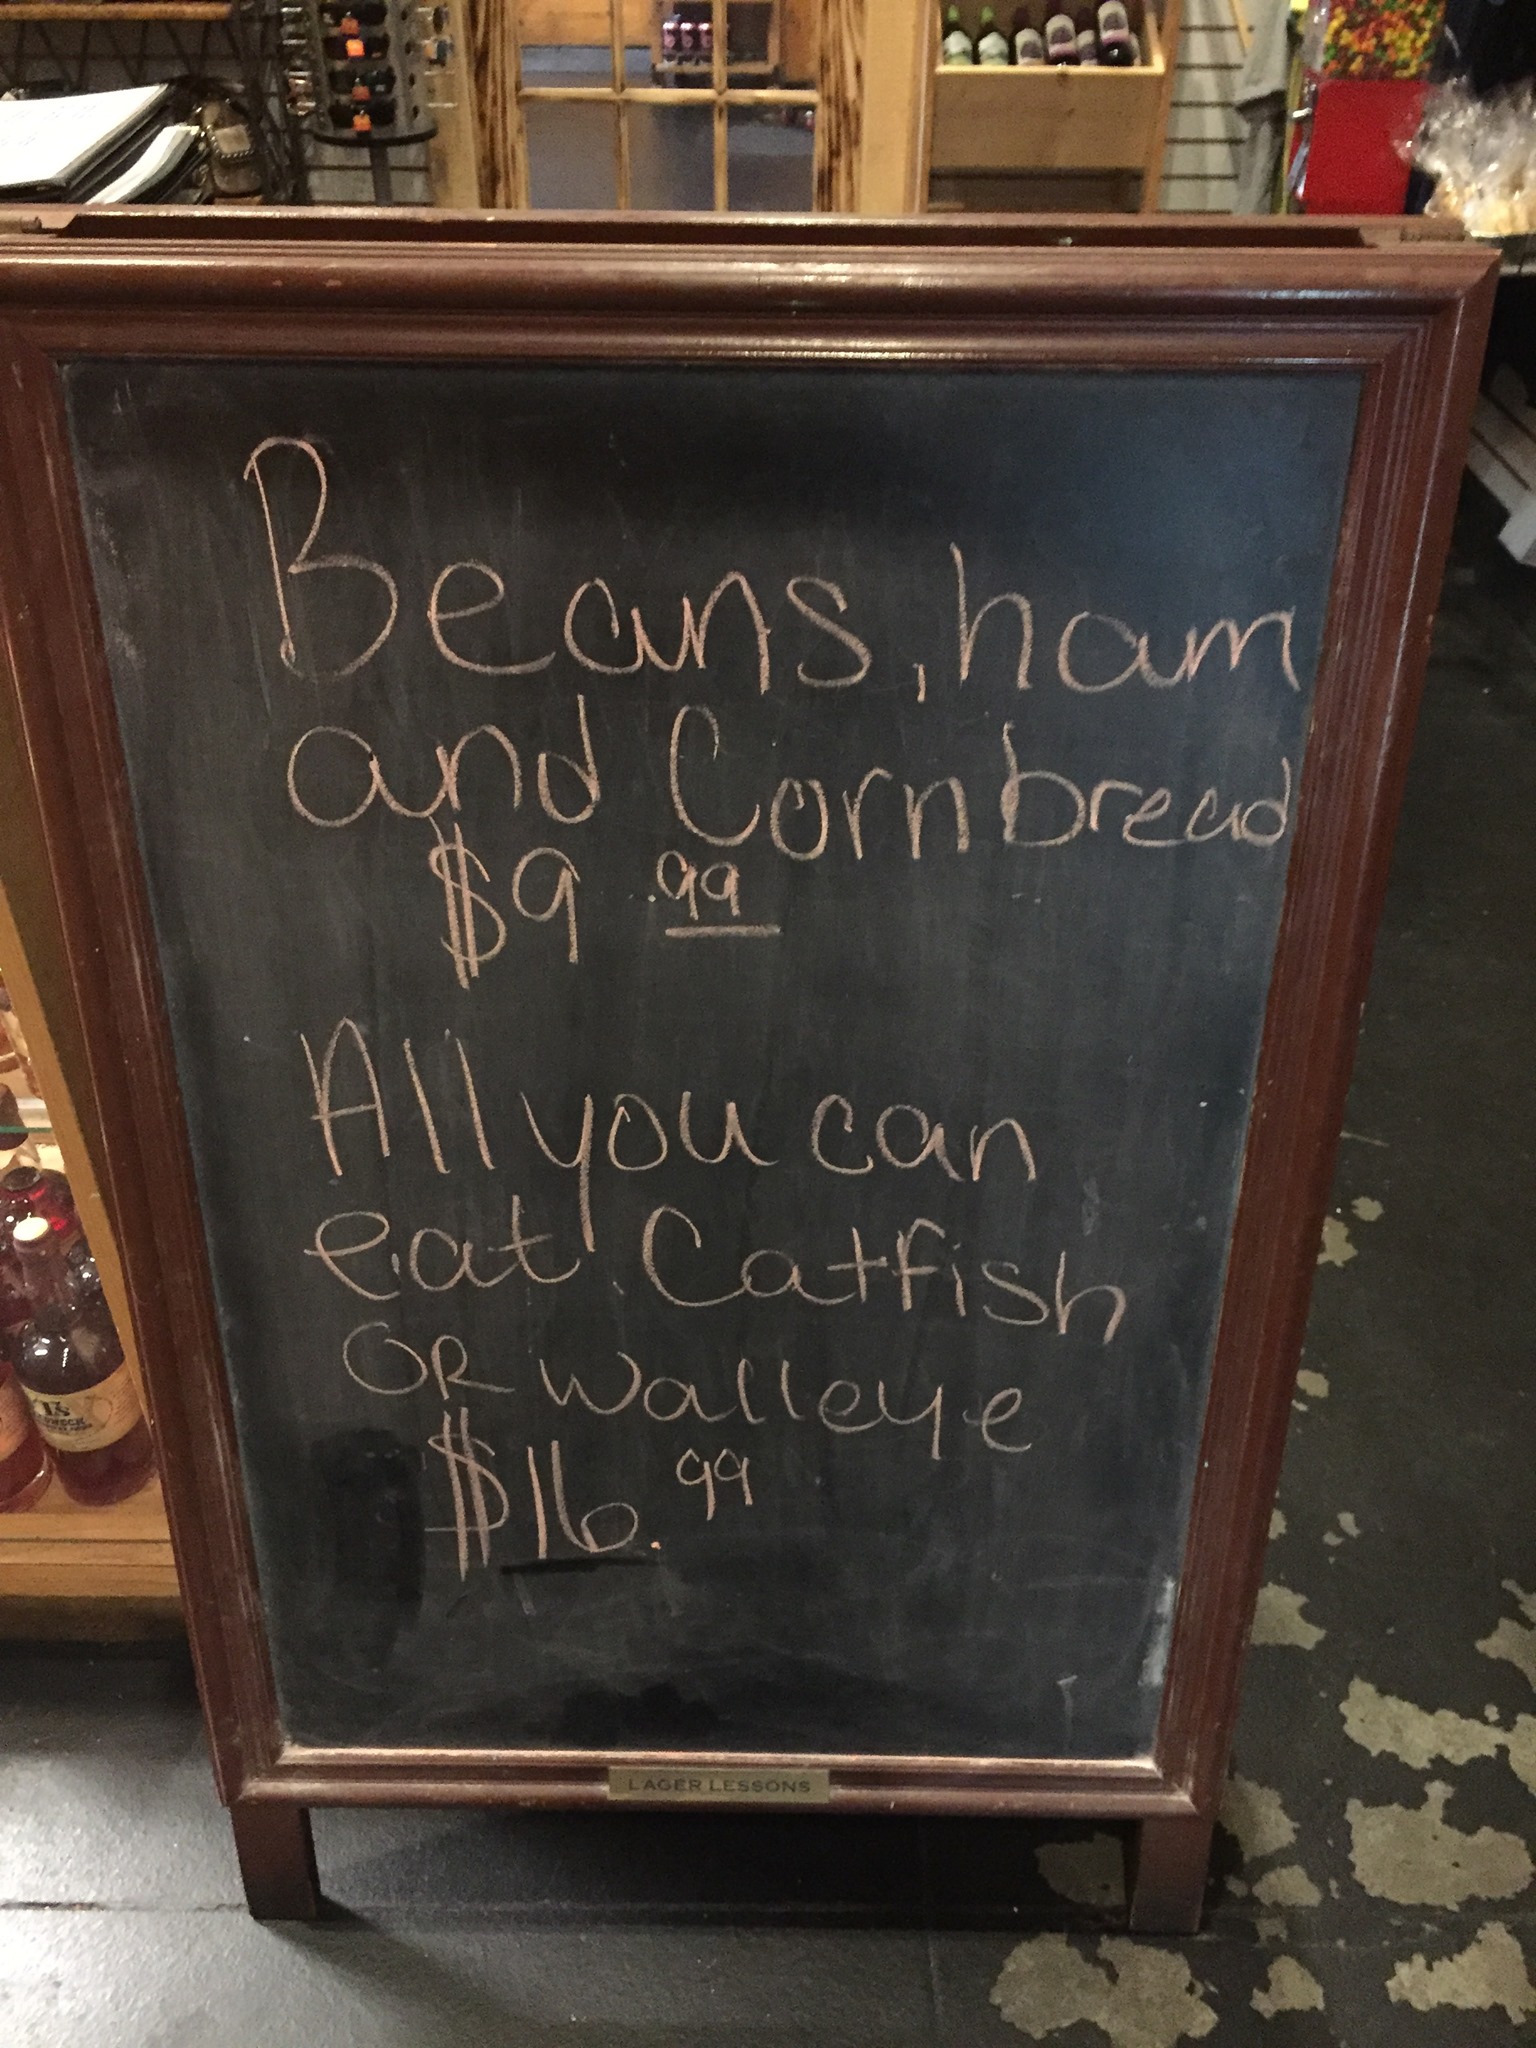 Beans, ham
and Cornbread
$9.99
All you can
eat Catfish
OR walleye
$16.99
LAGER LESSONS